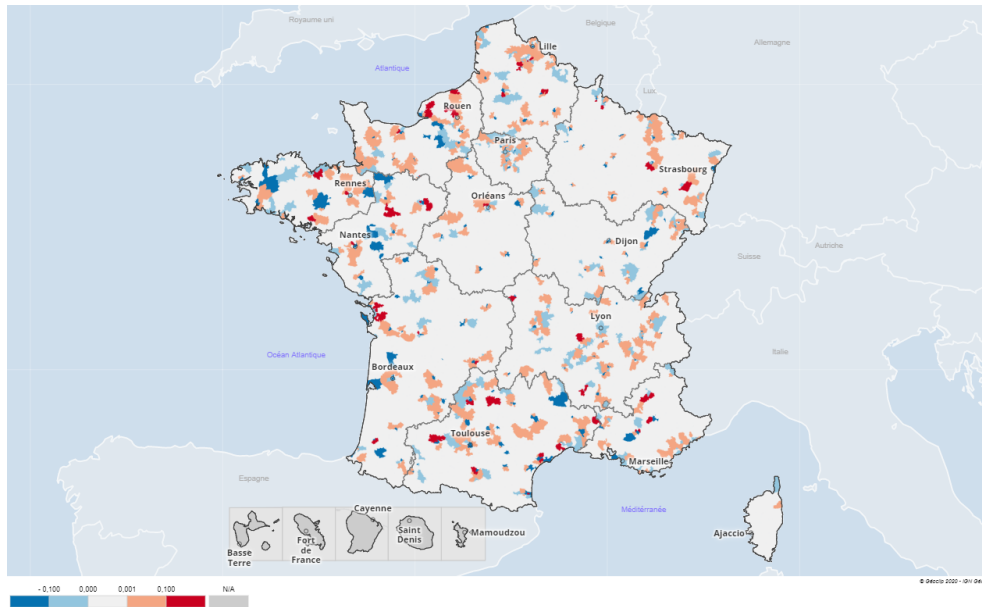 Royaume uni
Belgique
Allemagne
Lille
Atlantique
Lux
Rouen
Paris
Strasbourg
Rennes
Orléans
Nantes
Dijon
Autriche
Suisse
Lyon
Océan Atlantique
Italie
Bordeaux
Toulouse
Marseille
Espagne
Méditérranée
Cayenne
Saint
Denis
Mamoudzou
Ajaccio
Fort
de
France
Basse
Terre
© Géoclip 2020 - IGN Gé
- 0,100 0,000 0,001 0,100 N/A